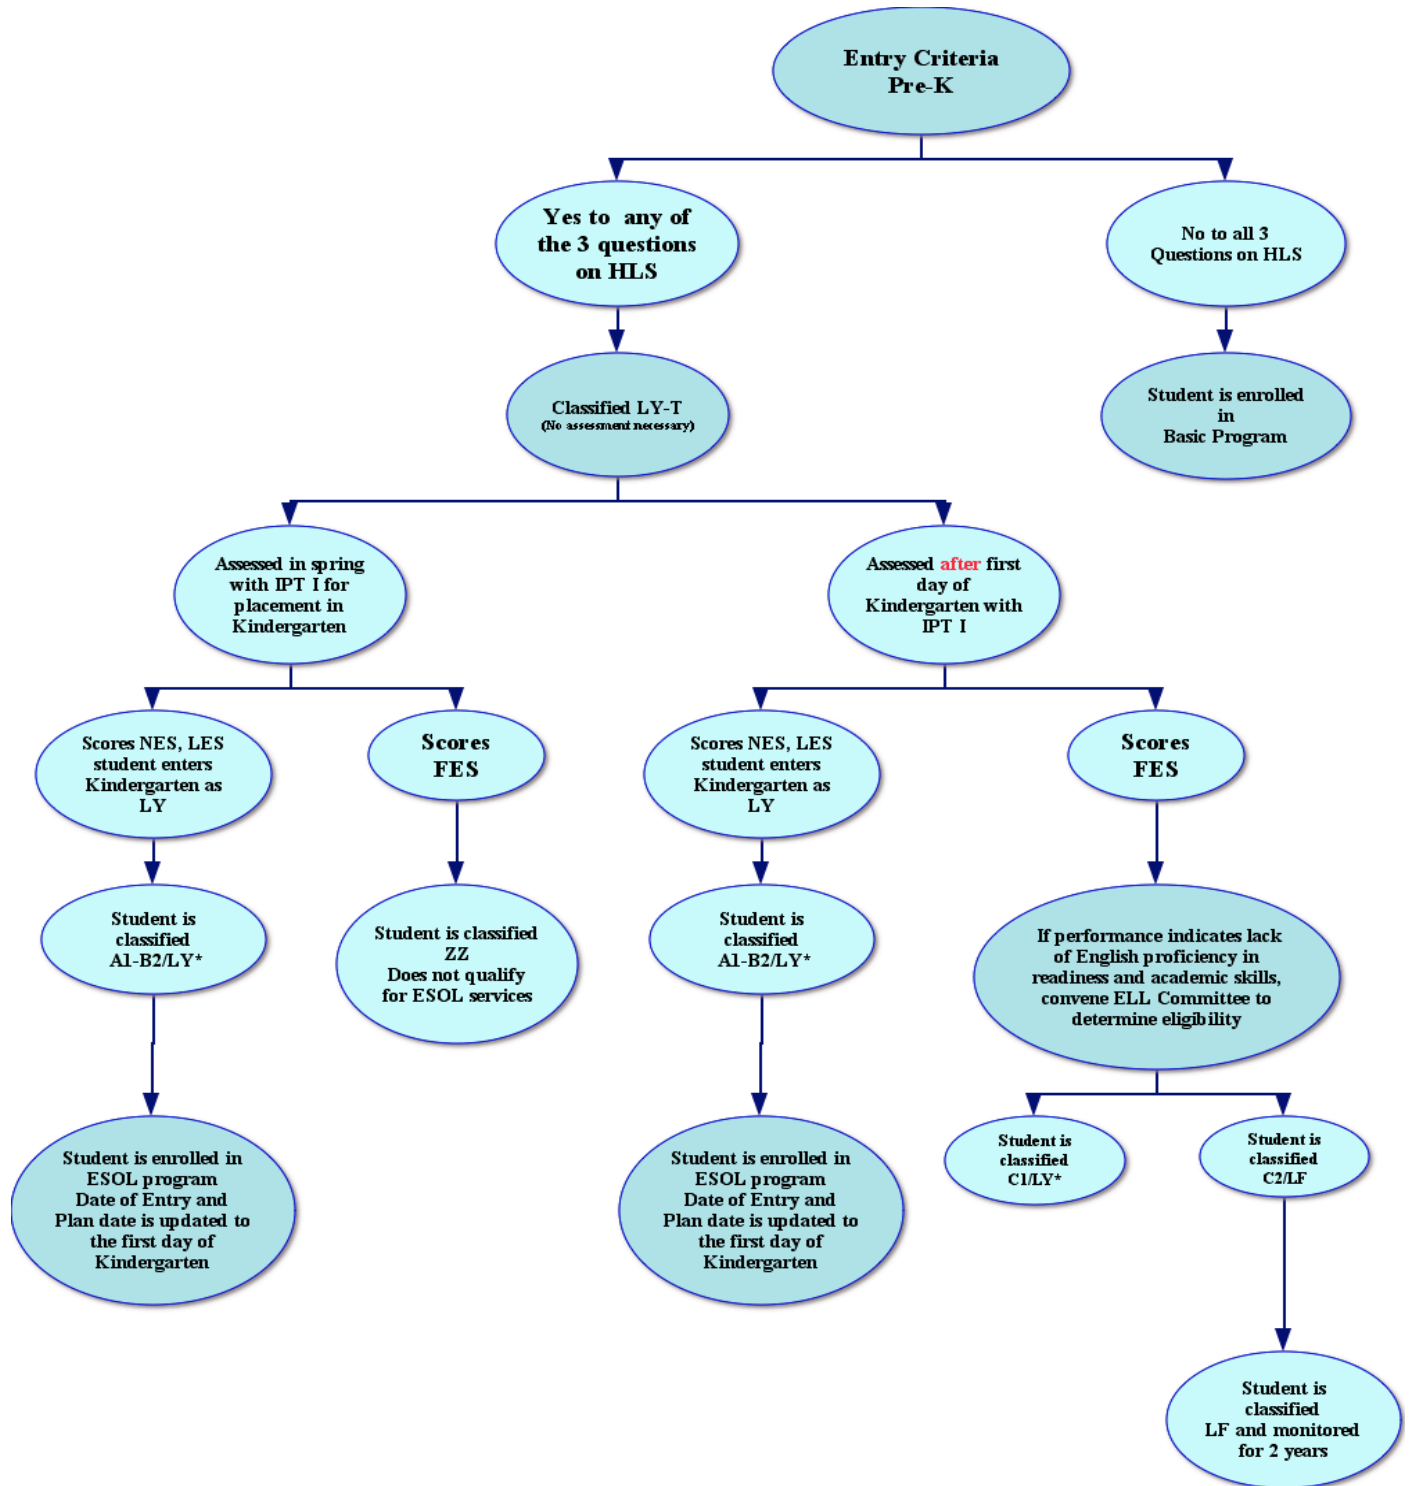 Entry Criteria
Pre-K
Yes to any of
the 3 questions
on HLS
No to all 3
Questions on HLS
Classified LY-T
(No assessment necessary)
Student is enrolled
in
Basic Program
Assessed in spring
with IPT I for
placement in
Kindergarten
Assessed after first
day of
Kindergarten with
IPT I
Scores NES, LES
student enters
Kindergarten as
LY
Scores
FES
Scores NES, LES
student enters
Kindergarten as
LY
Scores
FES
Student is
classified
A1-B2/LY*
Student is classified
ZZ
Does not qualify
for ESOL services
Student is
classified
A1-B2/LY*
If performance indicates lack
of English proficiency in
readiness and academic skills,
convene ELL Committee to
determine eligibility
Student is enrolled in
ESOL program
Date of Entry and
Plan date is updated to
the first day of
Kindergarten
Student is enrolled in
ESOL program
Date of Entry and
Plan date is updated to
the first day of
Kindergarten
Student is
classified
C1/LY*
Student is
classified
C2/LF
Student is
classified
LF and monitored
for 2 years